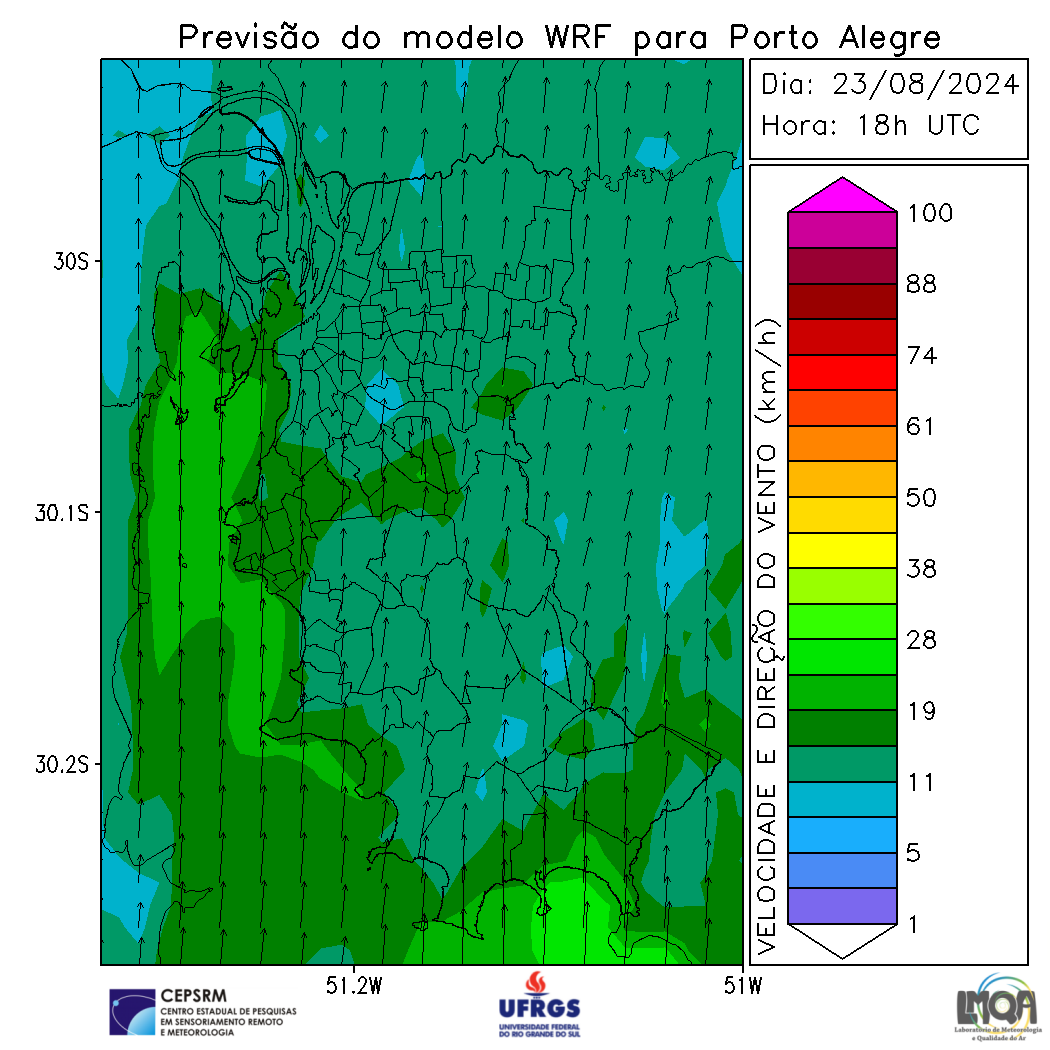 Previsão do modelo WRF para Porto Alegre
Dia: 23/08/2024
Hora: 18h UTC
100
88
74
61
50
38
28
19
11
5
1
VELOCIDADE E DIREÇÃO DO VENTO (km/h)
30S
30.1S
30.2S
51.2W
51W
CEPSRM
CENTRO ESTADUAL DE PESQUISAS
EM SENSORIAMENTO REMOTO
E METEOROLOGIA
UFRGS
UNIVERSIDADE FEDERAL
DO RIO GRANDE DO SUL
LMQA
Laboratório de Meteorologia
e Qualidade do Ar